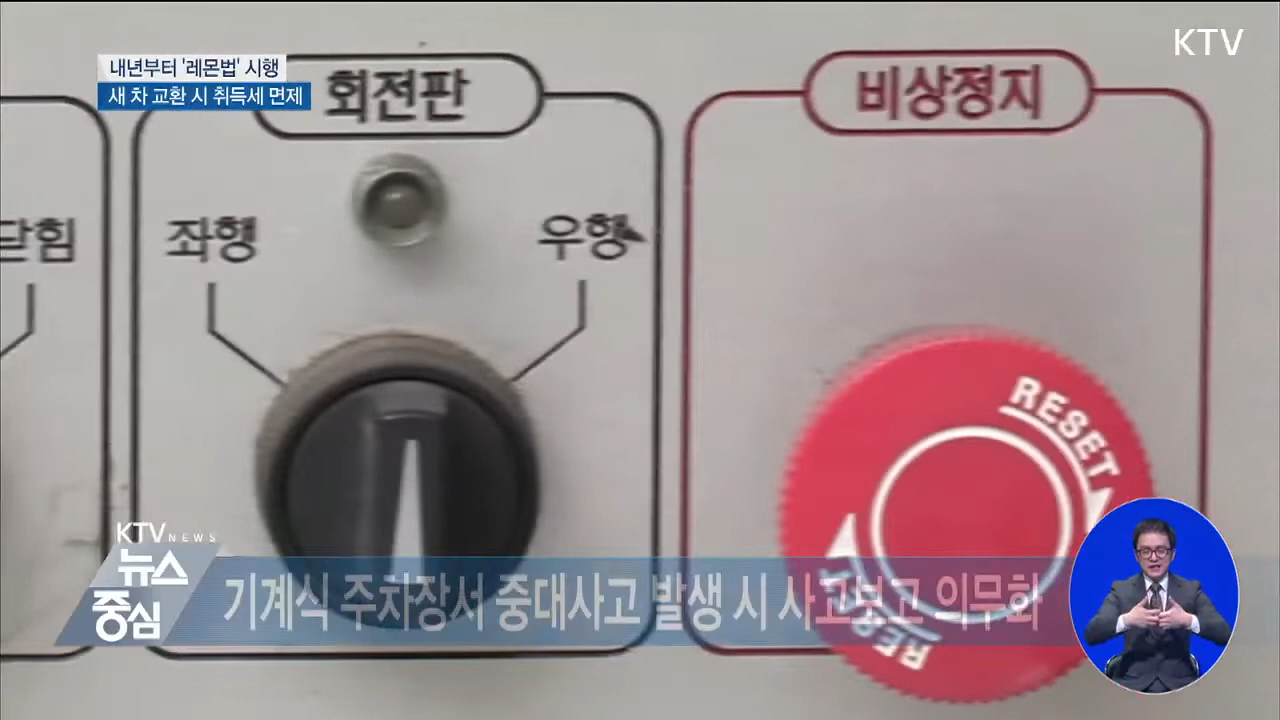 KTV
내년부터 '레몬법' 시행
새 차 교환 시 취득세 면제
회전판
비상정지
닫힘
좌행
우행
RESET
RESET
KTV NEWS
뉴스
중심
기계식 주차장서 중대사고 발생 시 사고보고 의무화